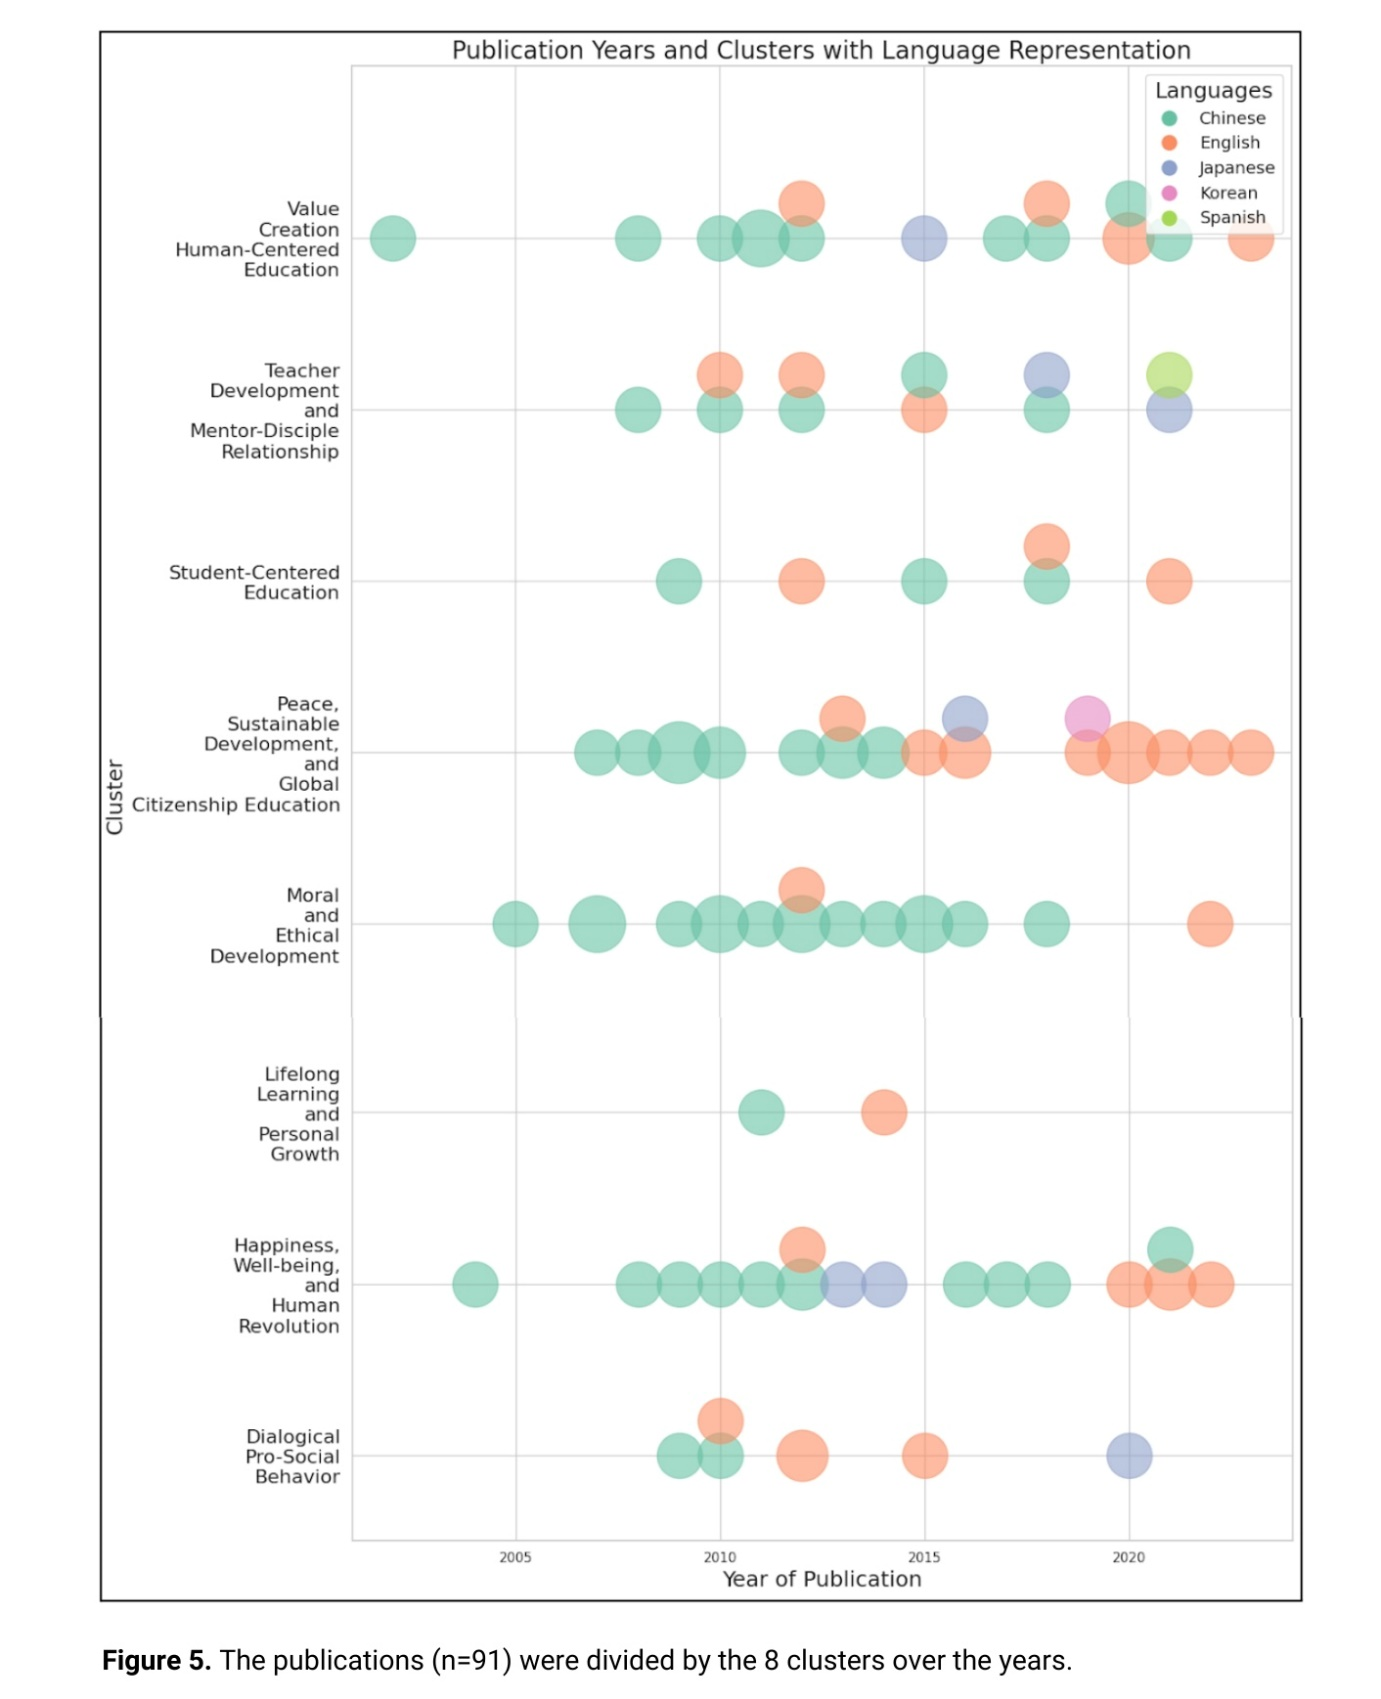 Publication Years and Clusters with Language Representation
Languages
Chinese
English
Japanese
Korean
Spanish
Value
Creation
Human-Centered
Education
Teacher
Development
and
Mentor-Disciple
Relationship
Student-Centered
Education
Peace,
Sustainable
Development,
and
Global
Citizenship Education
Cluster
Moral
and
Ethical
Development
Lifelong
Learning
and
Personal
Growth
Happiness,
Well-being,
and
Human
Revolution
Dialogical
Pro-Social
Behavior
2005 2010 2015 2020
Year of Publication
Figure 5. The publications (n=91) were divided by the 8 clusters over the years.